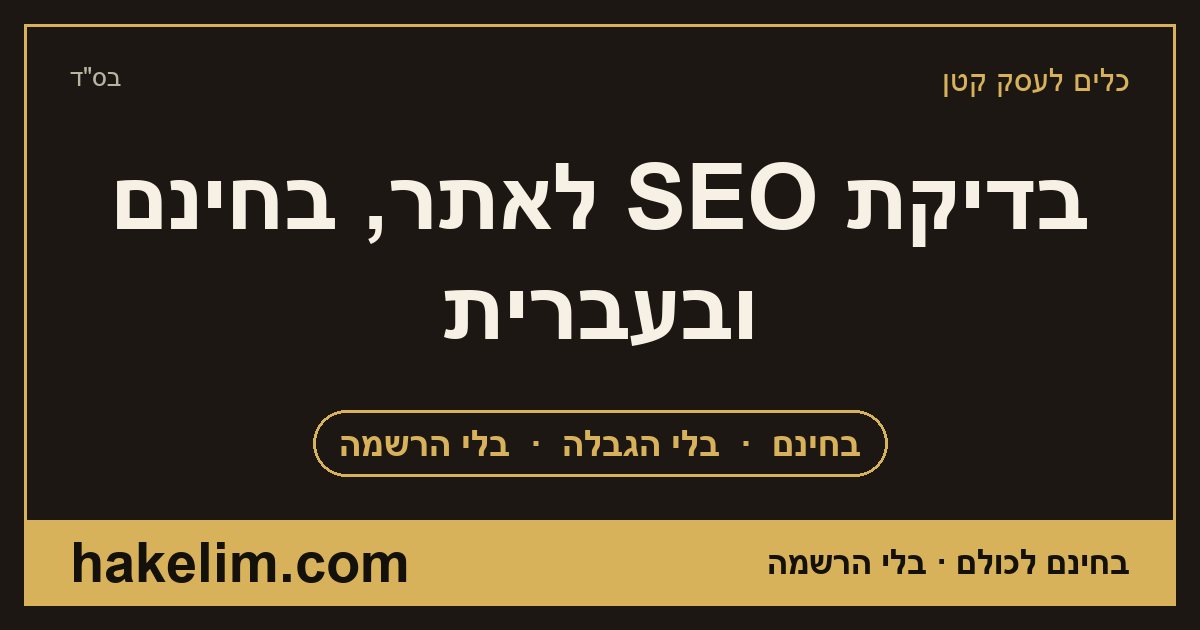 כלים לעסק קטן
בס"ד
בדיקת SEO לאתר, בחינם
ובעברית
בחינם · בלי הגבלה · בלי הרשמה
בחינם לכולם · בלי הרשמה
hakelim.com